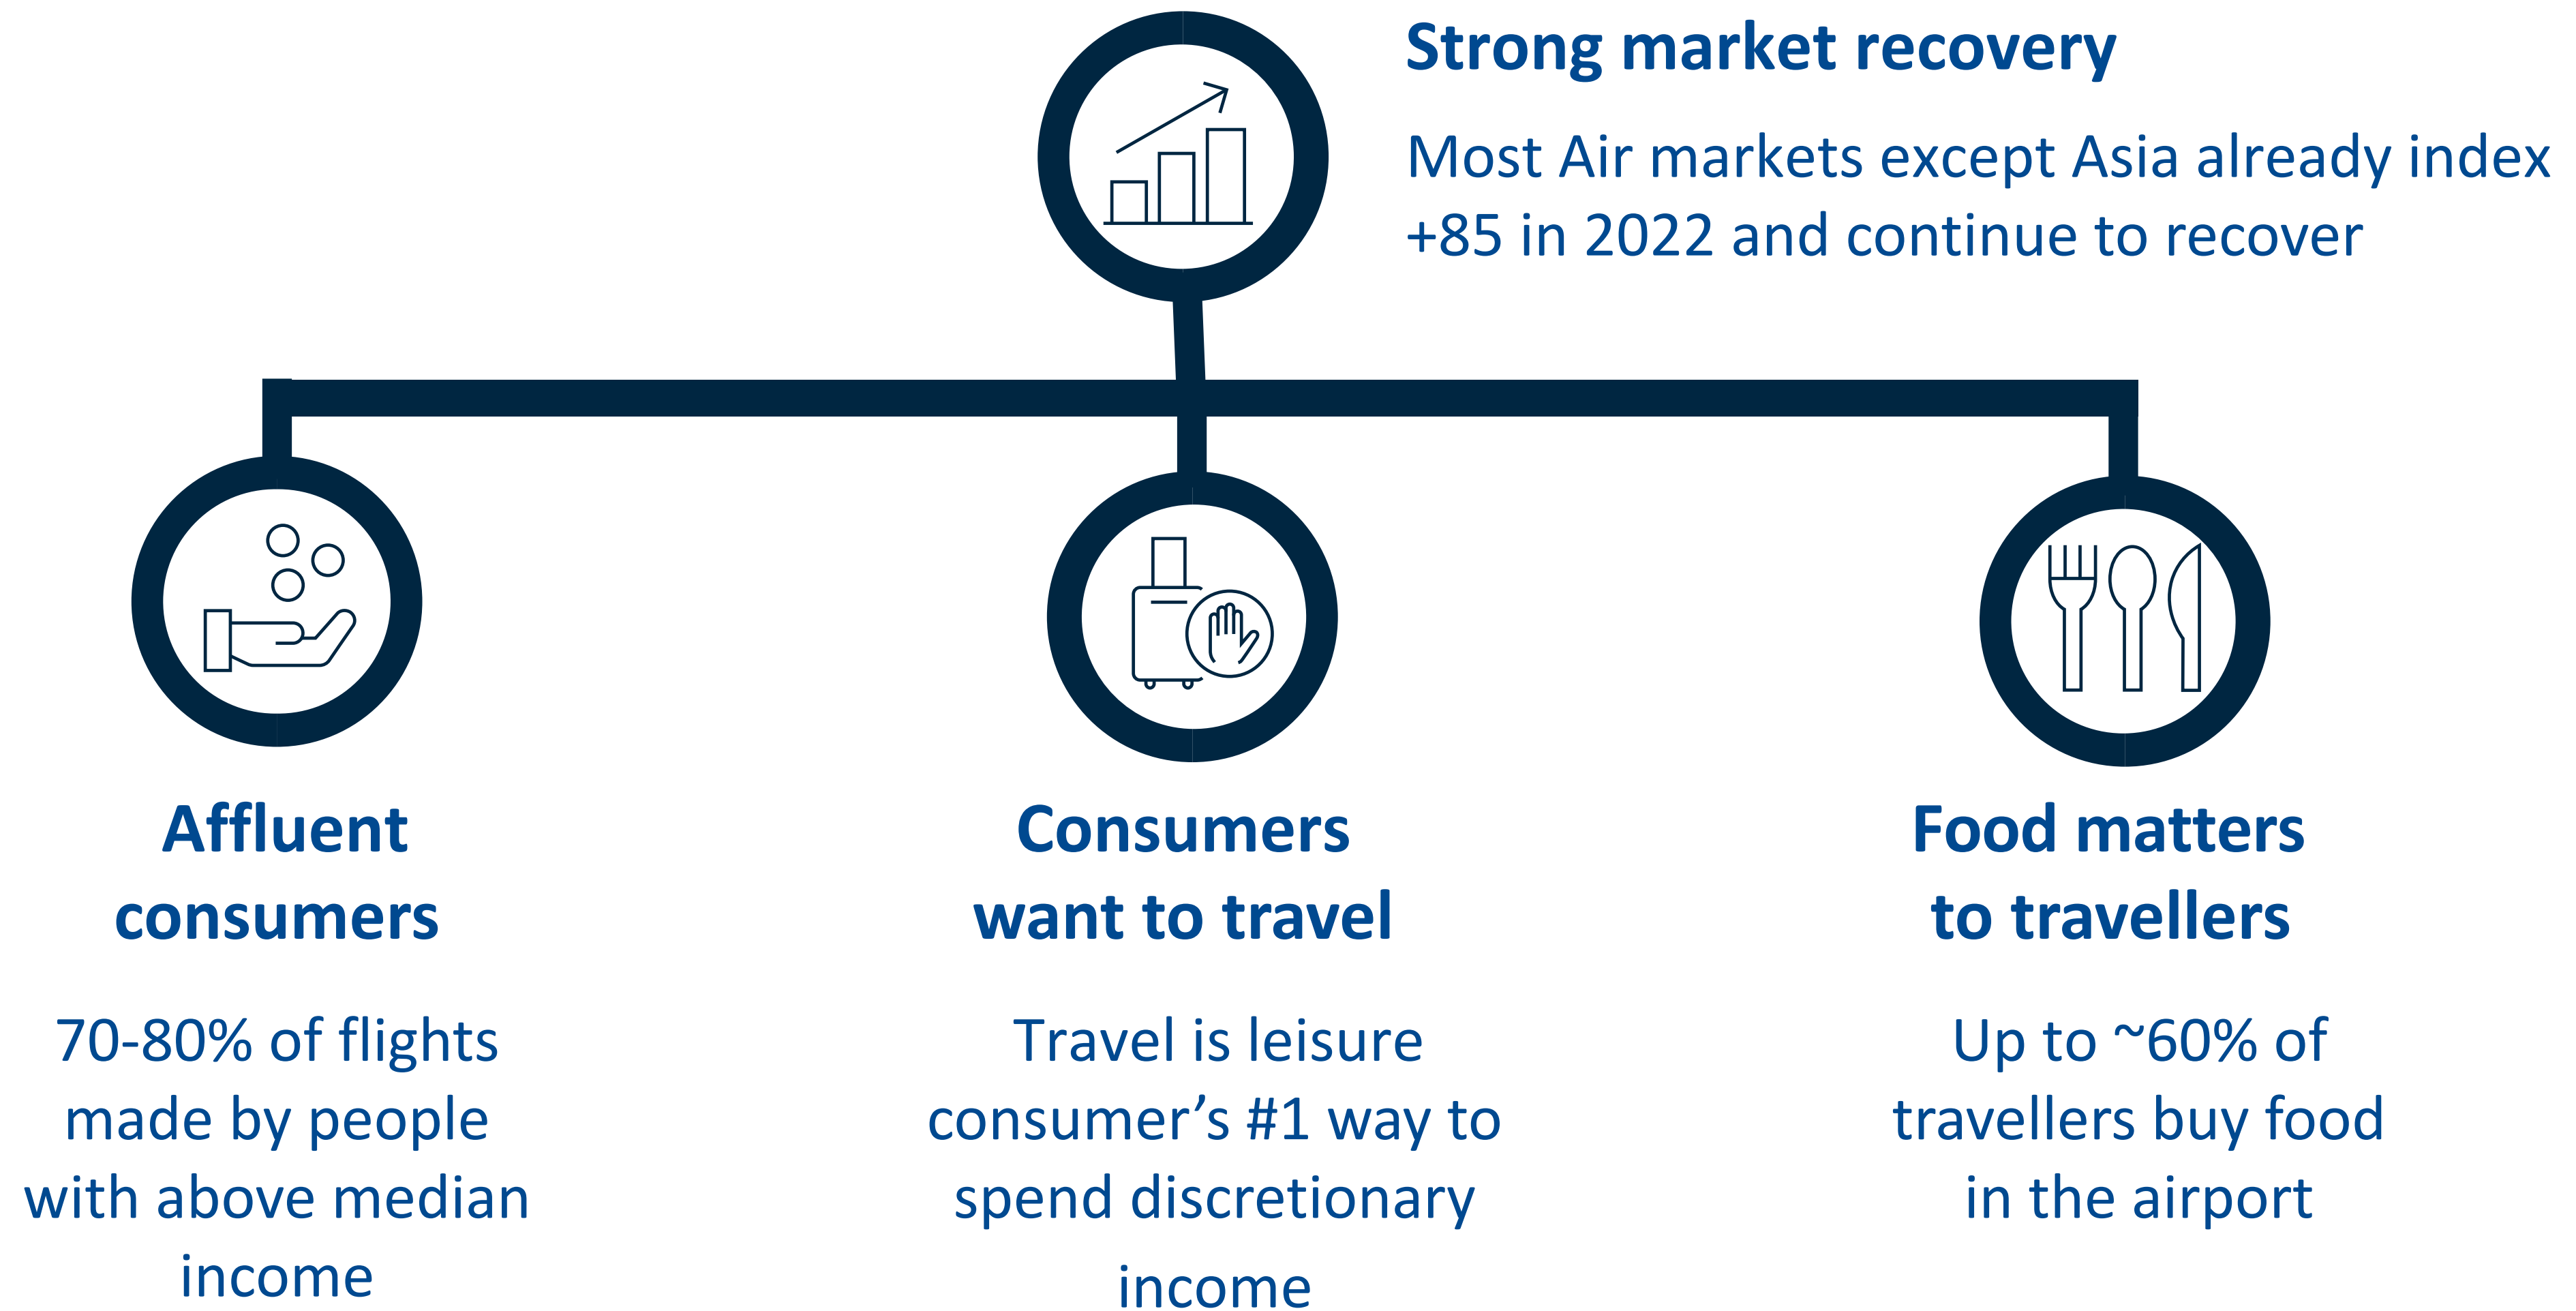 Strong market recovery
Most Air markets except Asia already index
+85 in 2022 and continue to recover
Affluent
consumers
70-80% of flights
made by people
with above median
income
Consumers
want to travel
Travel is leisure
consumer’s #1 way to
spend discretionary
income
Food matters
to travellers
Up to ~60% of
travellers buy food
in the airport